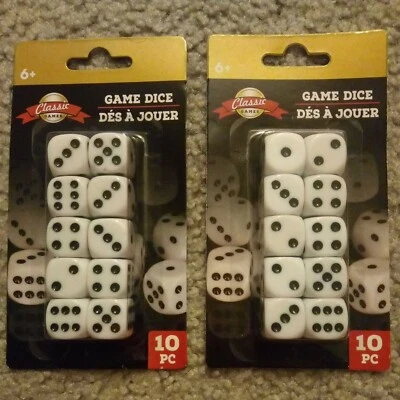 6+
Classic
GAMES
GAME DICE
DÉS À JOUER
10
PC
6+
Classic
GAMES
GAME DICE
DÉS À JOUER
10
PC